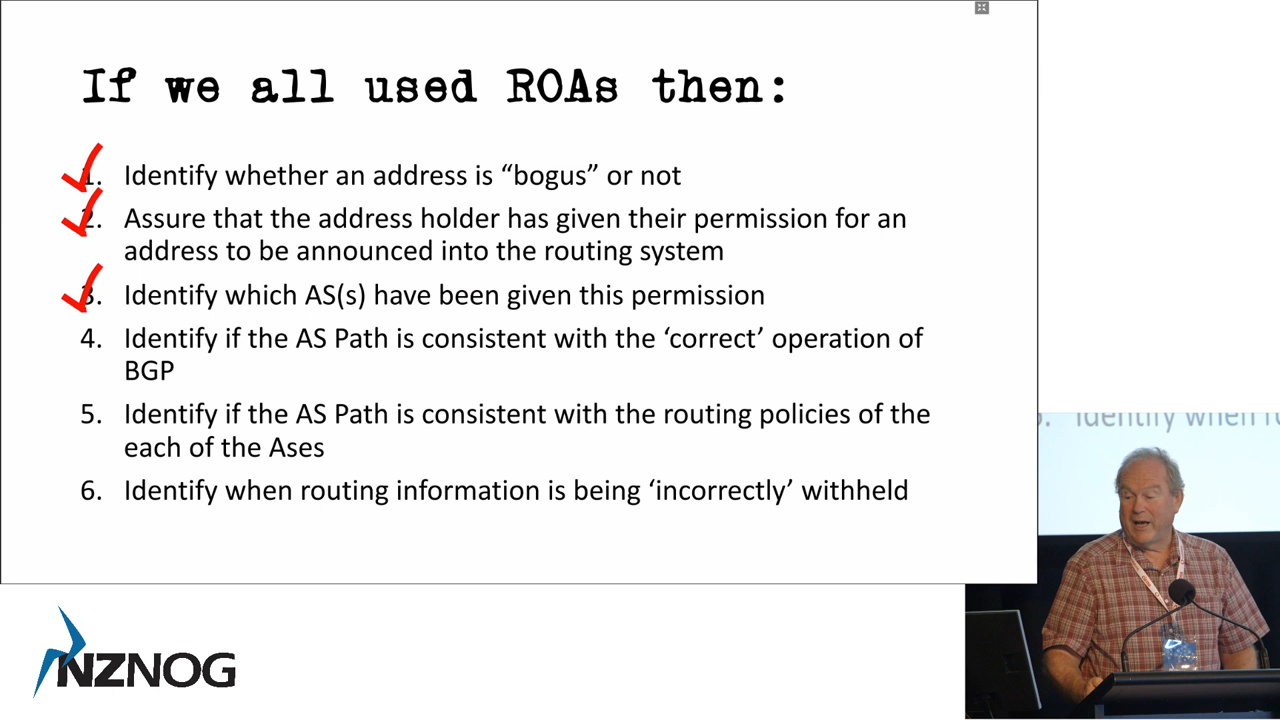 If we all used ROAs then:
1. Identify whether an address is “bogus” or not
2. Assure that the address holder has given their permission for an
address to be announced into the routing system
3. Identify which AS(s) have been given this permission
4. Identify if the AS Path is consistent with the ‘correct’ operation of
BGP
5. Identify if the AS Path is consistent with the routing policies of the
each of the Ases
6. Identify when routing information is being ‘incorrectly’ withheld
Identify when
NZNOG